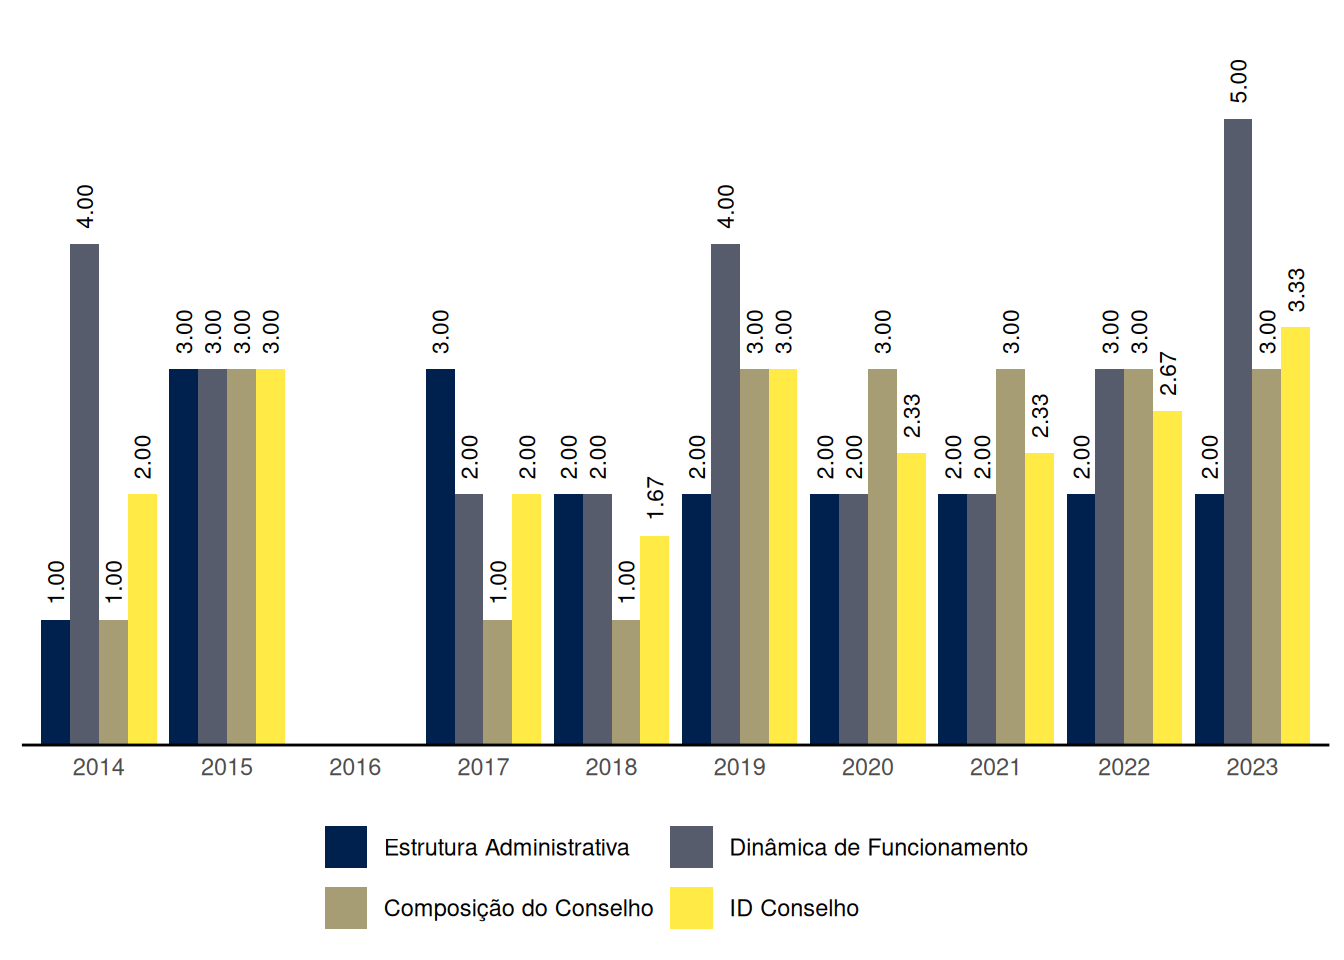 1.00 4.00 1.00 2.00
3.00 3.00 3.00 3.00
3.00 2.00 1.00 2.00
2.00 2.00 1.00 1.67
2.00 4.00 3.00 3.00
2.00 2.00 3.00 2.33
2.00 2.00 3.00 2.33
2.00 3.00 3.00 2.67
2.00 5.00 3.00 3.33
2014 2015 2016 2017 2018 2019 2020 2021 2022 2023
Estrutura Administrativa Dinâmica de Funcionamento
Composição do Conselho ID Conselho